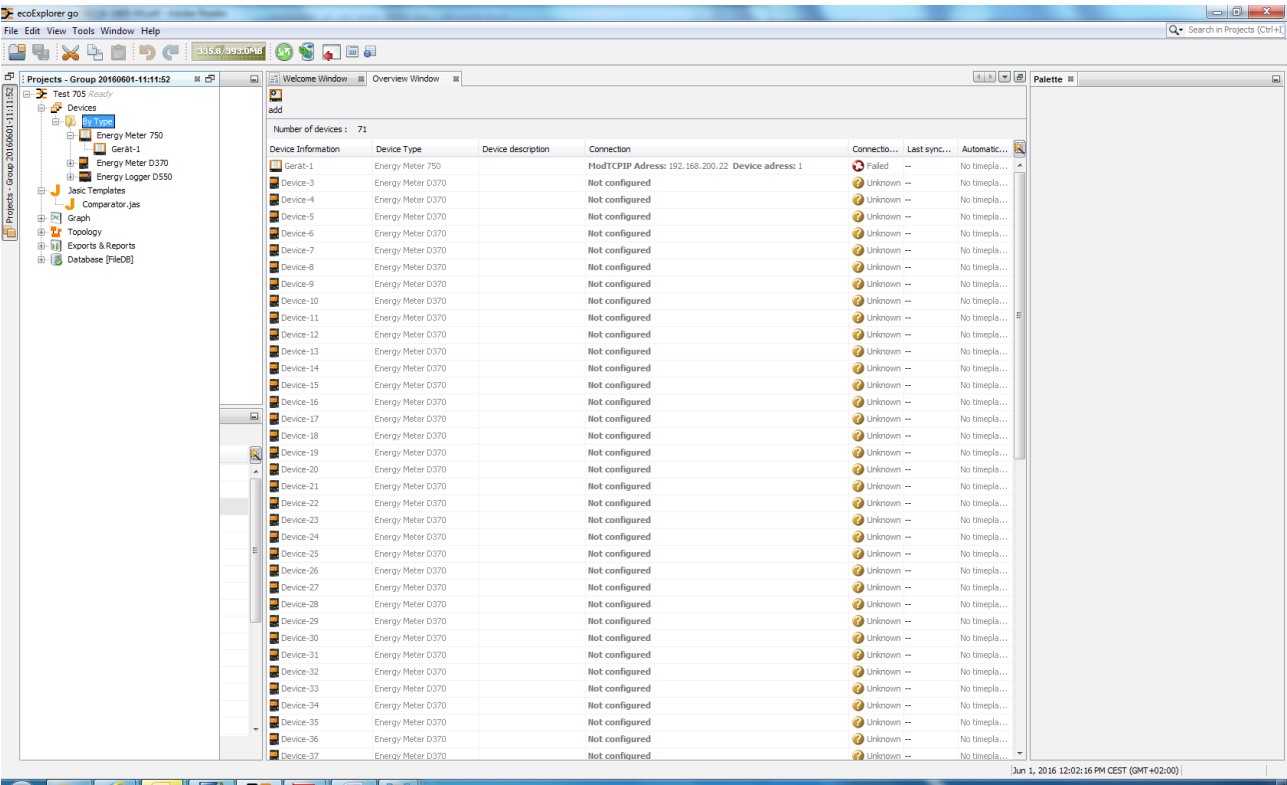 ecoExplorer go
File Edit View Tools Window Help
Search in Projects (Ctrl+I)
335.8/393.0MB
Projects - Group 20160601-11:11:52
Projects - Group 20160601-11:11:52
Test 705 Ready
Devices
By Type
Energy Meter 750
Gerät-1
Energy Meter D370
Energy Logger D550
Jasic Templates
Comparator.jas
Graph
Topology
Exports & Reports
Database [FileDB]
Welcome Window Overview Window
add
Number of devices : 71
Device Information Device Type Device description Connection Connectio... Last sync... Automatic...
Gerät-1 Energy Meter 750 ModTCPIP Adress: 192.168.200.22 Device adress: 1 Failed -- No timepla...
Device-3 Energy Meter D370 Not configured Unknown -- No timepla...
Device-4 Energy Meter D370 Not configured Unknown -- No timepla...
Device-5 Energy Meter D370 Not configured Unknown -- No timepla...
Device-6 Energy Meter D370 Not configured Unknown -- No timepla...
Device-7 Energy Meter D370 Not configured Unknown -- No timepla...
Device-8 Energy Meter D370 Not configured Unknown -- No timepla...
Device-9 Energy Meter D370 Not configured Unknown -- No timepla...
Device-10 Energy Meter D370 Not configured Unknown -- No timepla...
Device-11 Energy Meter D370 Not configured Unknown -- No timepla...
Device-12 Energy Meter D370 Not configured Unknown -- No timepla...
Device-13 Energy Meter D370 Not configured Unknown -- No timepla...
Device-14 Energy Meter D370 Not configured Unknown -- No timepla...
Device-15 Energy Meter D370 Not configured Unknown -- No timepla...
Device-16 Energy Meter D370 Not configured Unknown -- No timepla...
Device-17 Energy Meter D370 Not configured Unknown -- No timepla...
Device-18 Energy Meter D370 Not configured Unknown -- No timepla...
Device-19 Energy Meter D370 Not configured Unknown -- No timepla...
Device-20 Energy Meter D370 Not configured Unknown -- No timepla...
Device-21 Energy Meter D370 Not configured Unknown -- No timepla...
Device-22 Energy Meter D370 Not configured Unknown -- No timepla...
Device-23 Energy Meter D370 Not configured Unknown -- No timepla...
Device-24 Energy Meter D370 Not configured Unknown -- No timepla...
Device-25 Energy Meter D370 Not configured Unknown -- No timepla...
Device-26 Energy Meter D370 Not configured Unknown -- No timepla...
Device-27 Energy Meter D370 Not configured Unknown -- No timepla...
Device-28 Energy Meter D370 Not configured Unknown -- No timepla...
Device-29 Energy Meter D370 Not configured Unknown -- No timepla...
Device-30 Energy Meter D370 Not configured Unknown -- No timepla...
Device-31 Energy Meter D370 Not configured Unknown -- No timepla...
Device-32 Energy Meter D370 Not configured Unknown -- No timepla...
Device-33 Energy Meter D370 Not configured Unknown -- No timepla...
Device-34 Energy Meter D370 Not configured Unknown -- No timepla...
Device-35 Energy Meter D370 Not configured Unknown -- No timepla...
Device-36 Energy Meter D370 Not configured Unknown -- No timepla...
Device-37 Energy Meter D370 Not configured Unknown -- No timepla...
Palette
Jun 1, 2016 12:02:16 PM CEST (GMT+02:00)